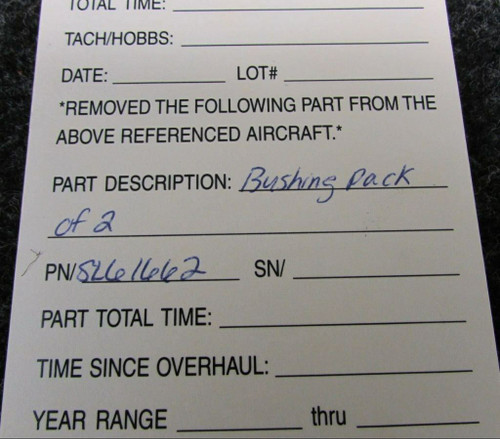 TOTAL TIME:
TACH/HOBBS:
DATE: LOT#
*REMOVED THE FOLLOWING PART FROM THE
ABOVE REFERENCED AIRCRAFT.*
PART DESCRIPTION: Bushing pack
of 2
PN/ SN/
PART TOTAL TIME:
TIME SINCE OVERHAUL:
YEAR RANGE thru